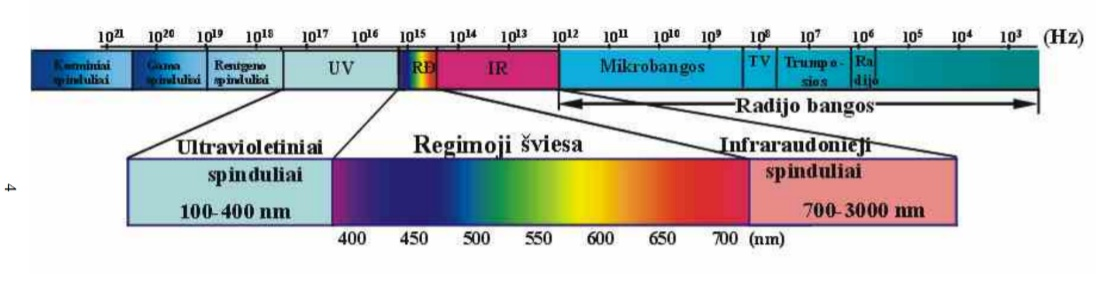 10²¹ 10²⁰ 10¹⁹ 10¹⁸ 10¹⁷ 10¹⁶ 10¹⁵ 10¹⁴ 10¹³ 10¹² 10¹¹ 10¹⁰ 10⁹ 10⁸ 10⁷ 10⁶ 10⁵ 10⁴ 10³ (Hz)
Kosminiai
spinduliai
Gama
spinduliai
Rentgeno
spinduliai
UV
RĐ
IR
Mikrobangos
TV
Trumpo-
sios
Ra
dijo
Radijo bangos
Ultravioletiniai
spinduliai
100-400 nm
Regimoji šviesa
Infraraudonieji
spinduliai
700-3000 nm
400 450 500 550 600 650 700 (nm)
4